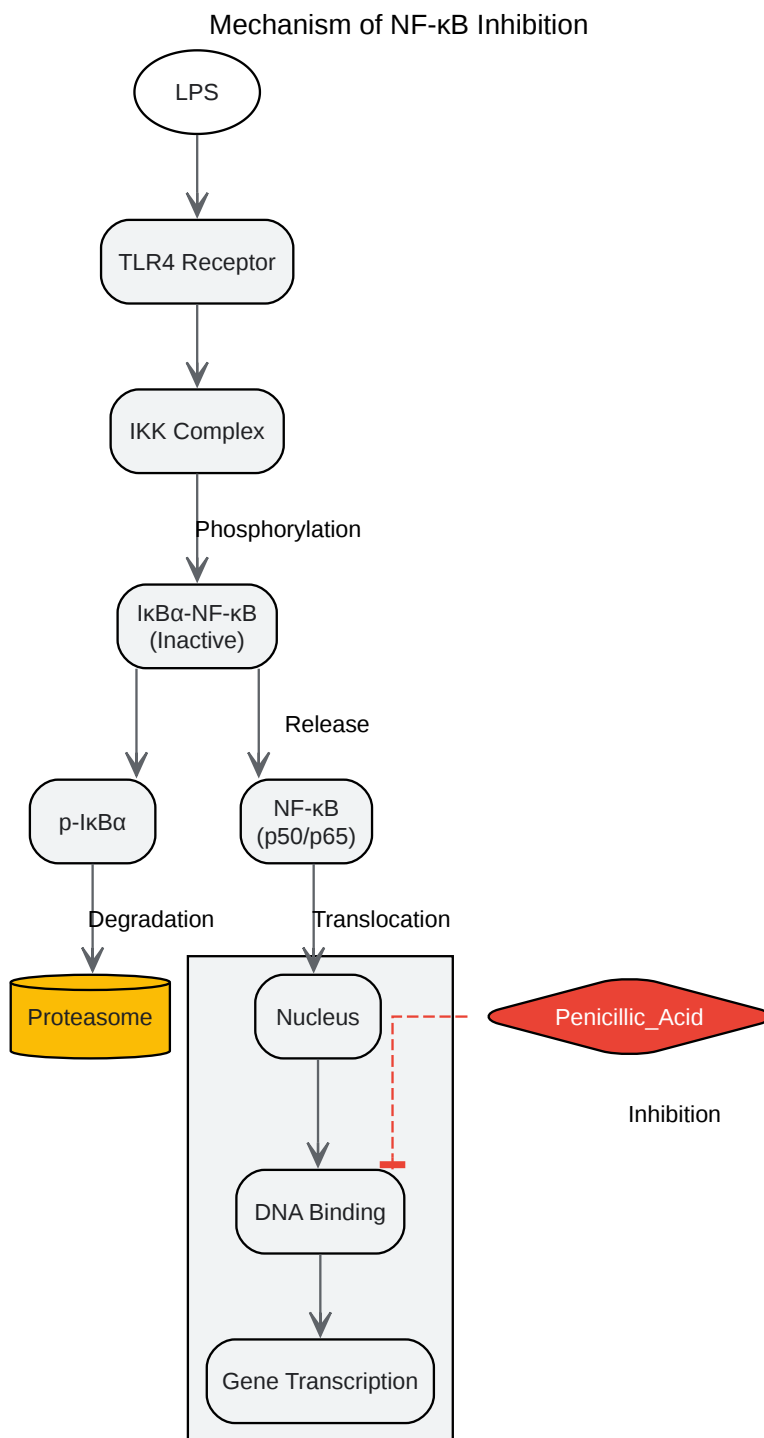 Mechanism of NF-κB Inhibition
LPS
TLR4 Receptor
IKK Complex
Phosphorylation
IκBα-NF-κB
(Inactive)
Release
p-IκBα
NF-κB
(p50/p65)
Degradation
Translocation
Proteasome
Nucleus
Penicillic_Acid
Inhibition
DNA Binding
Gene Transcription